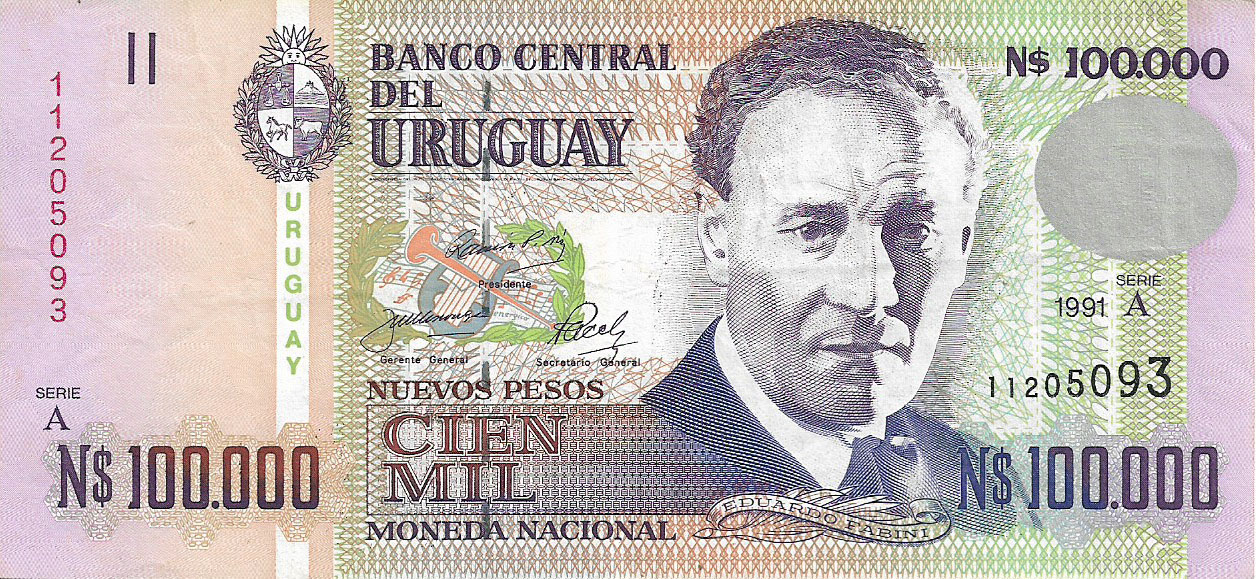 11205093
BANCO CENTRAL
DEL
URUGUAY
N$ 100.000
URUGUAY
Presidente
energico
Gerente General
Secretario General
SERIE
1991 A
11205093
NUEVOS PESOS
CIEN
MIL
MONEDA NACIONAL
SERIE
A
N$ 100.000
EDUARDO FABINI
N$ 100.000